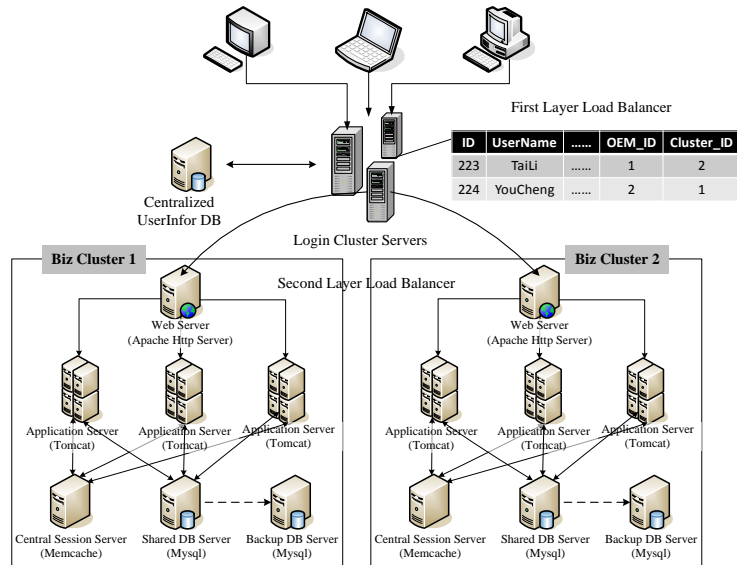 First Layer Load Balancer
ID UserName ...... OEM_ID Cluster_ID
223 TaiLi ...... 1 2
224 YouCheng ...... 2 1
Centralized
UserInfor DB
Login Cluster Servers
Biz Cluster 1
Biz Cluster 2
Second Layer Load Balancer
Web Server
(Apache Http Server)
Web Server
(Apache Http Server)
Application Server
(Tomcat)
Application Server
(Tomcat)
Application Server
(Tomcat)
Application Server
(Tomcat)
Application Server
(Tomcat)
Application Server
(Tomcat)
Central Session Server
(Memcache)
Shared DB Server
(Mysql)
Backup DB Server
(Mysql)
Central Session Server
(Memcache)
Shared DB Server
(Mysql)
Backup DB Server
(Mysql)